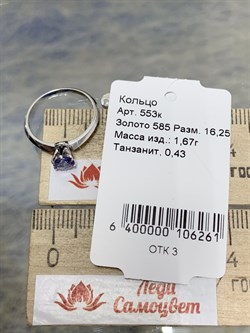 Кольцо
Арт. 553к
Золото 585 Разм. 16,25
Масса изд.: 1,67г
Танзанит. 0,43
6 400000 106261
ОТК 3
Леди
Самоцвет